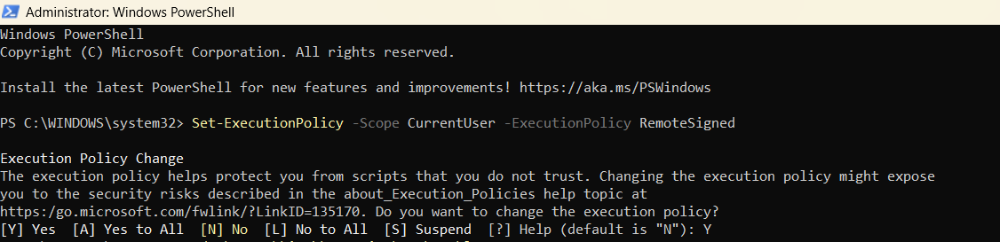 Administrator: Windows PowerShell
Windows PowerShell
Copyright (C) Microsoft Corporation. All rights reserved.
Install the latest PowerShell for new features and improvements! https://aka.ms/PSWindows
PS C:\WINDOWS\system32> Set-ExecutionPolicy -Scope CurrentUser -ExecutionPolicy RemoteSigned
Execution Policy Change
The execution policy helps protect you from scripts that you do not trust. Changing the execution policy might expose
you to the security risks described in the about_Execution_Policies help topic at
https:/go.microsoft.com/fwlink/?LinkID=135170. Do you want to change the execution policy?
[Y] Yes  [A] Yes to All  [N] No  [L] No to All  [S] Suspend  [?] Help (default is "N"): Y